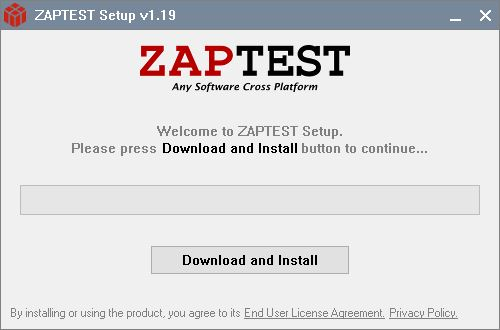 ZAPTEST Setup v1.19
ZAPTEST
Any Software Cross Platform
Welcome to ZAPTEST Setup.
Please press Download and Install button to continue...
Download and Install
By installing or using the product, you agree to its End User License Agreement. Privacy Policy.